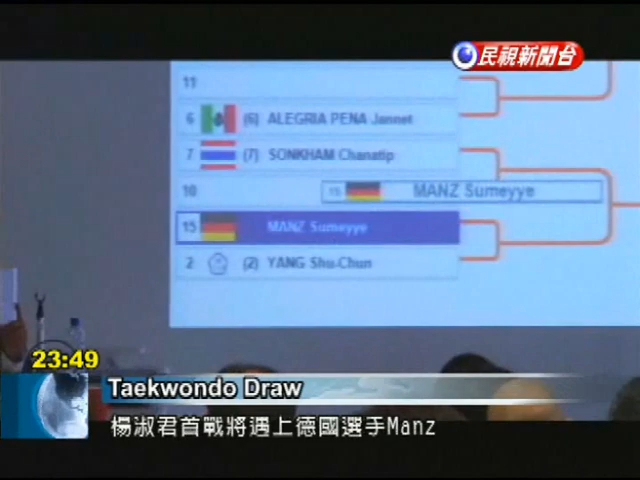 民視新聞台
11
6 (6) ALEGRIA PENA Jannet
7 (7) SONKHAM Chanatip
10 15 MANZ Sumeyye
15 MANZ Sumeyye
2 (2) YANG Shu-Chun
23:49
Taekwondo Draw
楊淑君首戰將遇上德國選手Manz